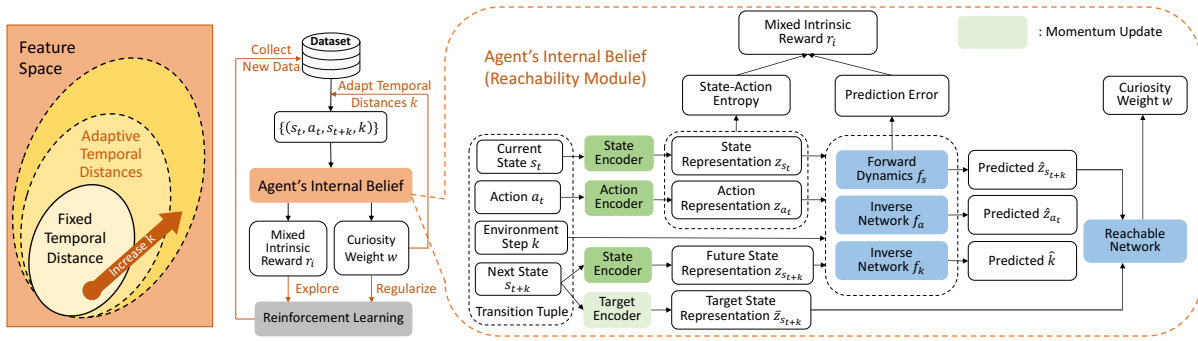 Feature
Space
Adaptive
Temporal
Distances
Fixed
Temporal
Distance
Increase k
Dataset
Collect
New Data
Adapt Temporal
Distances k
{(s_t, a_t, s_{t+k}, k)}
Agent's Internal Belief
Mixed
Intrinsic
Reward r_i
Curiosity
Weight w
Explore
Regularize
Reinforcement Learning
Agent's Internal Belief
(Reachability Module)
Mixed Intrinsic
Reward r_i
: Momentum Update
State-Action
Entropy
Prediction Error
Curiosity
Weight w
Current
State s_t
State
Encoder
State
Representation z_{s_t}
Forward
Dynamics f_s
Predicted ẑ_{s_{t+k}}
Action a_t
Action
Encoder
Action
Representation z_{a_t}
Inverse
Network f_a
Predicted ẑ_{a_t}
Reachable
Network
Environment
Step k
Inverse
Network f_k
Predicted k̂
Next State
s_{t+k}
State
Encoder
Future State
Representation z_{s_{t+k}}
Target
Encoder
Target State
Representation z̄_{s_{t+k}}
Transition Tuple